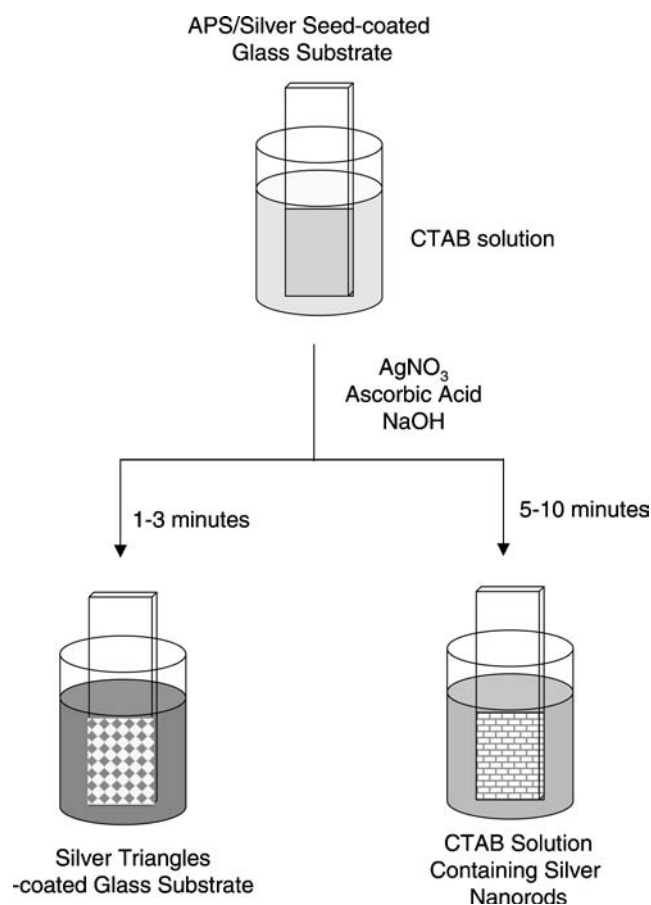 APS/Silver Seed-coated
Glass Substrate
CTAB solution
AgNO₃
Ascorbic Acid
NaOH
1-3 minutes
5-10 minutes
Silver Triangles
-coated Glass Substrate
CTAB Solution
Containing Silver
Nanorods